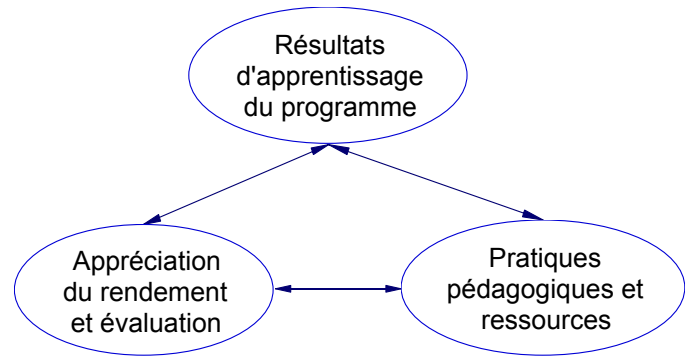 Résultats
d'apprentissage
du programme
Appréciation
du rendement
et évaluation
Pratiques
pédagogiques et
ressources